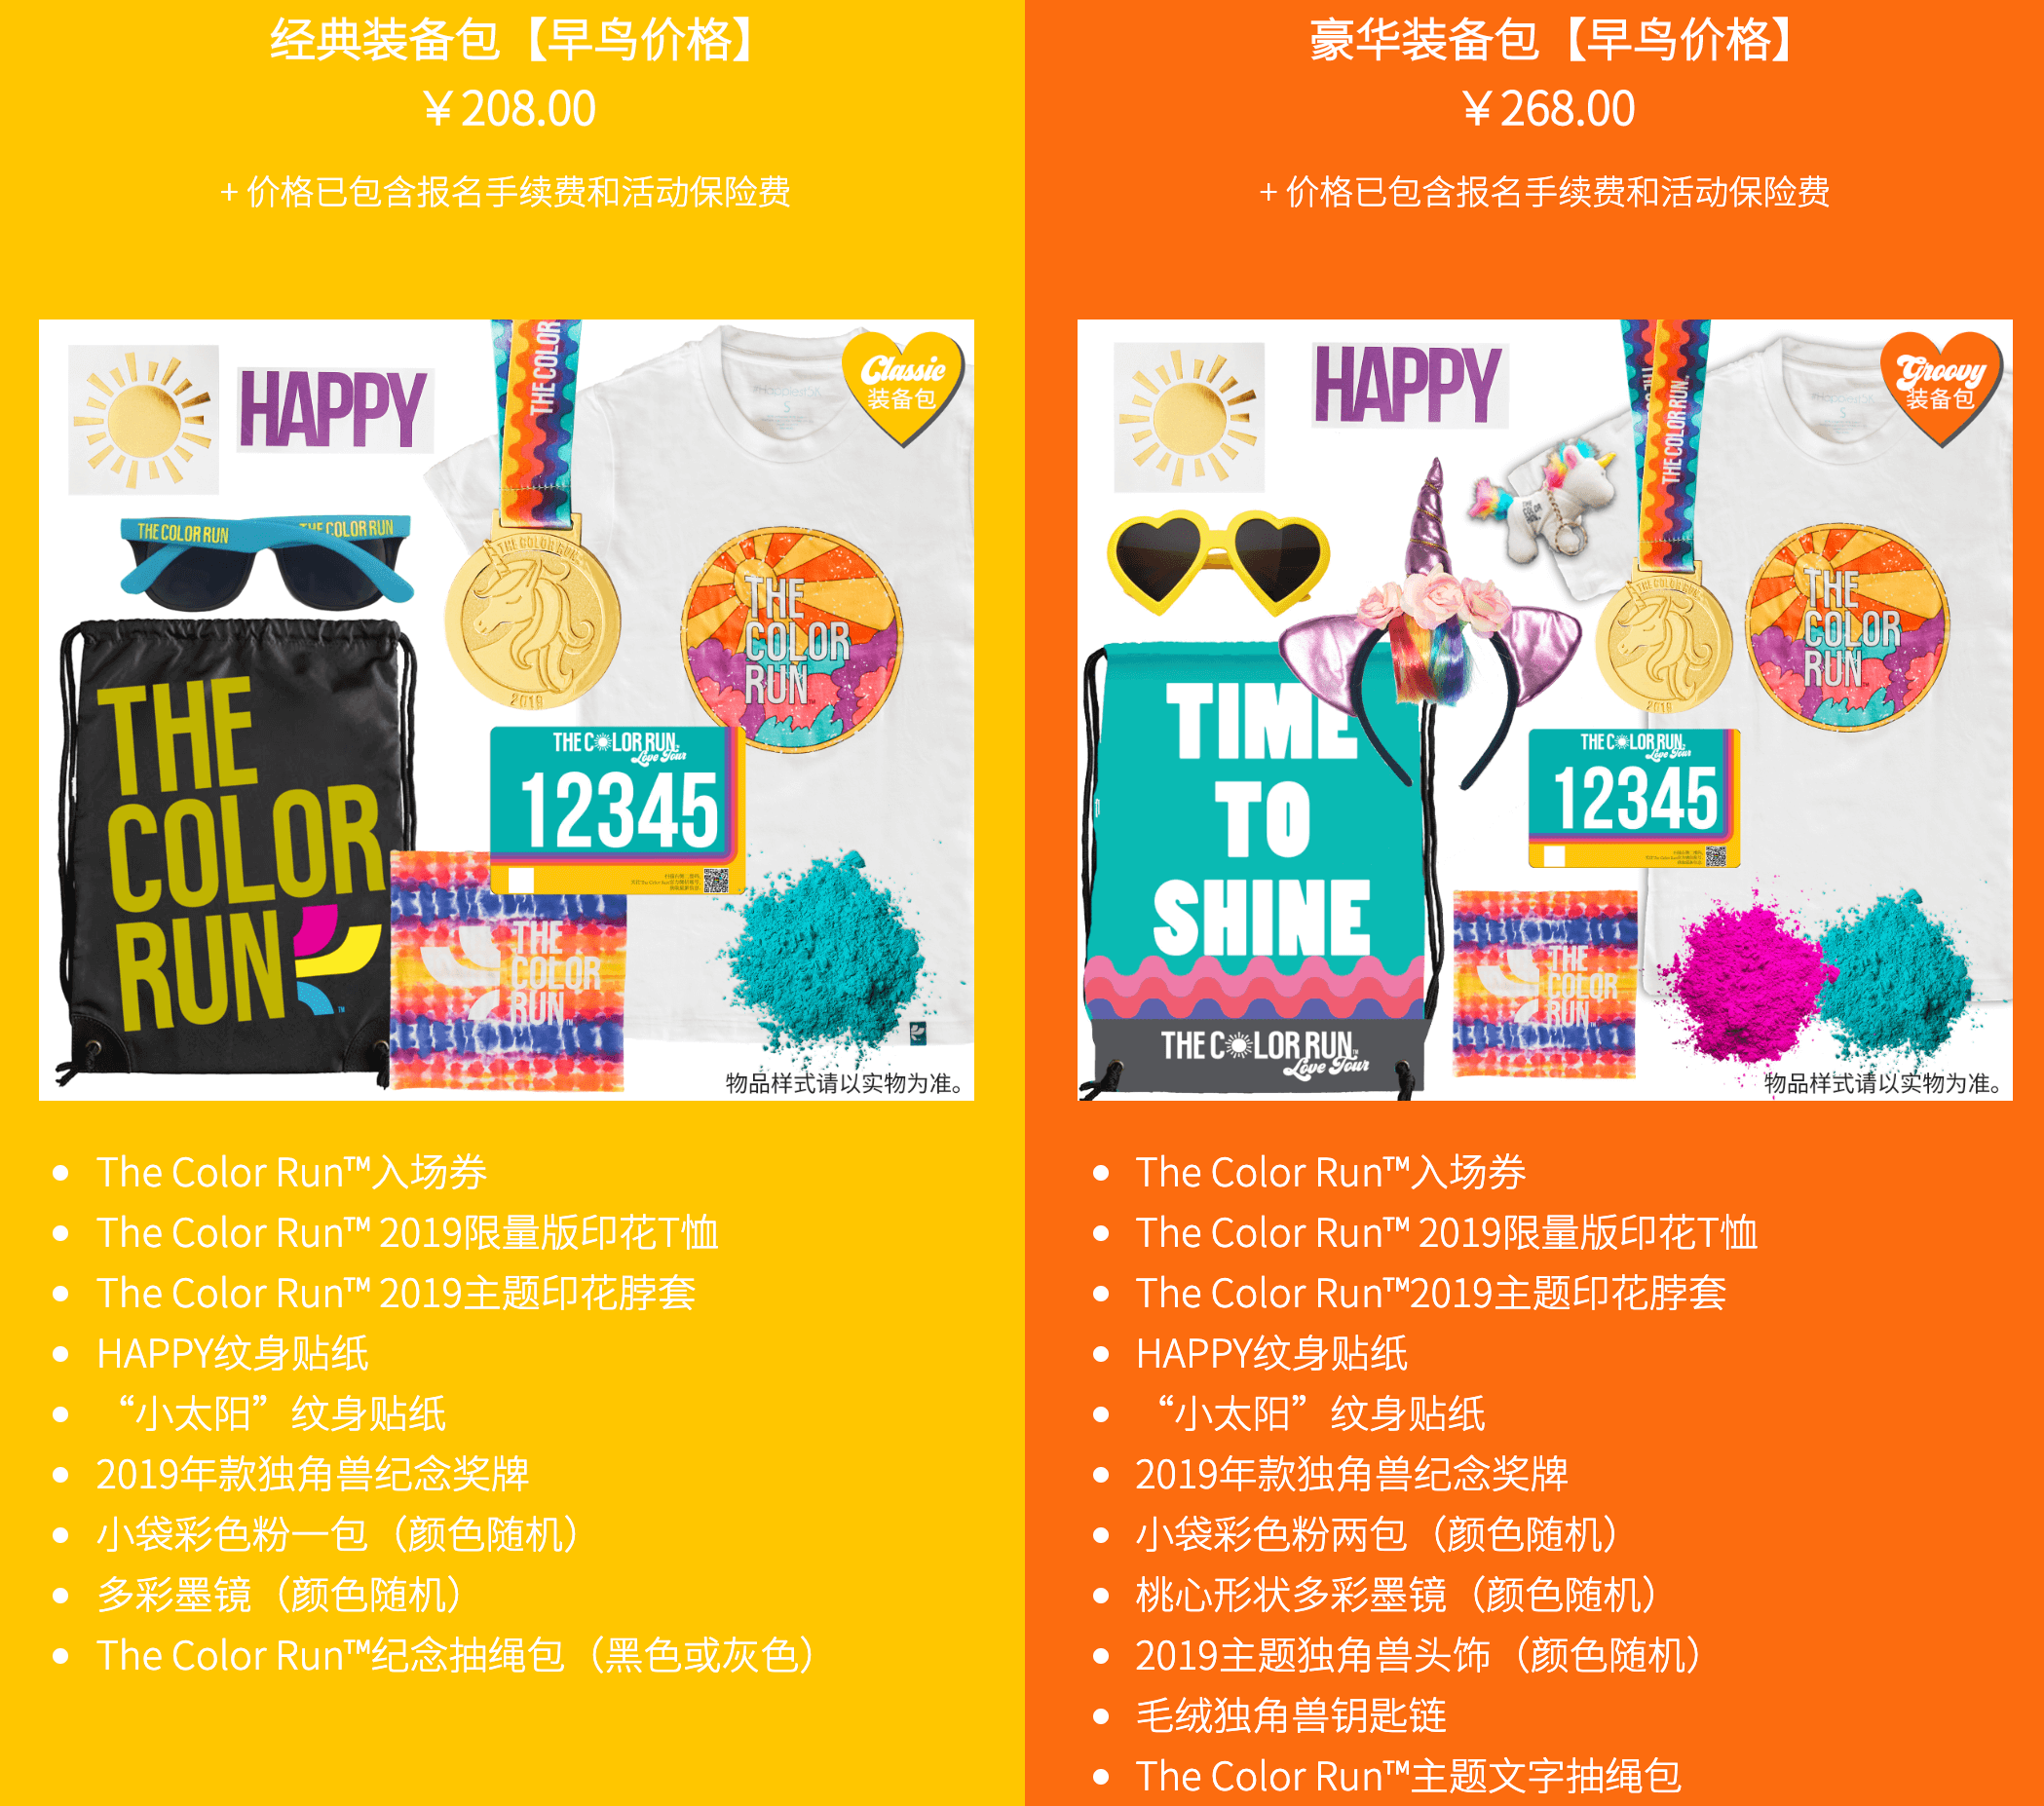 经典装备包【早鸟价格】
￥208.00
+ 价格已包含报名手续费和活动保险费
HAPPY
THE COLOR
Classic
装备包
THE COLOR RUN
THE COLOR RUN
THE COLOR RUN
2019
THE
COLOR
RUN
THE
COLOR
RUN
™
THE COLOR RUN™
Love Tour
12345
THE
COLOR
RUN™
物品样式请以实物为准。
The Color Run™入场券
The Color Run™ 2019限量版印花T恤
The Color Run™ 2019主题印花脖套
HAPPY纹身贴纸
“小太阳”纹身贴纸
2019年款独角兽纪念奖牌
小袋彩色粉一包（颜色随机）
多彩墨镜（颜色随机）
The Color Run™纪念抽绳包（黑色或灰色）
豪华装备包【早鸟价格】
￥268.00
+ 价格已包含报名手续费和活动保险费
HAPPY
THE COLOR RUN
Groovy
装备包
THE COLOR RUN
2019
THE
COLOR
RUN
TIME
TO
SHINE
THE COLOR RUN™
Love Tour
THE COLOR RUN™
Love Tour
12345
THE
COLOR
RUN
物品样式请以实物为准。
The Color Run™入场券
The Color Run™ 2019限量版印花T恤
The Color Run™2019主题印花脖套
HAPPY纹身贴纸
“小太阳”纹身贴纸
2019年款独角兽纪念奖牌
小袋彩色粉两包（颜色随机）
桃心形状多彩墨镜（颜色随机）
2019主题独角兽头饰（颜色随机）
毛绒独角兽钥匙链
The Color Run™主题文字抽绳包